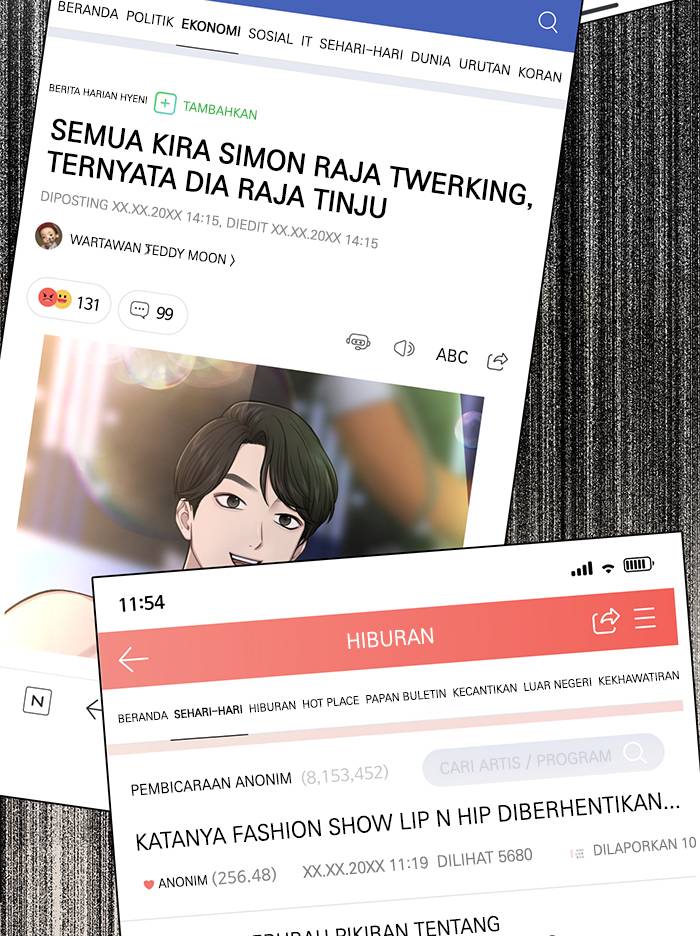 BERANDA POLITIK EKONOMI SOSIAL IT SEHARI-HARI DUNIA URUTAN KORAN
BERITA HARIAN HYENI + TAMBAHKAN
SEMUA KIRA SIMON RAJA TWERKING,
TERNYATA DIA RAJA TINJU
DIPOSTING XX.XX.20XX 14:15, DIEDIT XX.XX.20XX 14:15
WARTAWAN TEDDY MOON
131 99
ABC
N
11:54
HIBURAN
BERANDA SEHARI-HARI HIBURAN HOT PLACE PAPAN BULETIN KECANTIKAN LUAR NEGERI KEKHAWATIRAN
PEMBICARAAN ANONIM (8,153,452) CARI ARTIS / PROGRAM
KATANYA FASHION SHOW LIP N HIP DIBERHENTIKAN...
ANONIM (256.48) XX.XX.20XX 11:19 DILIHAT 5680 DILAPORKAN 10
PIKIRAN TENTANG